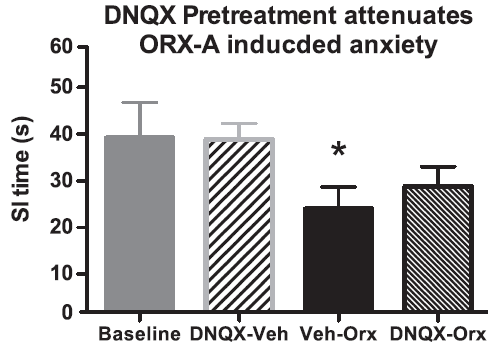 DNQX Pretreatment attenuates
ORX-A inducded anxiety
SI time (s)
60
50
40
30
20
10
0
*
Baseline DNQX-Veh Veh-Orx DNQX-Orx